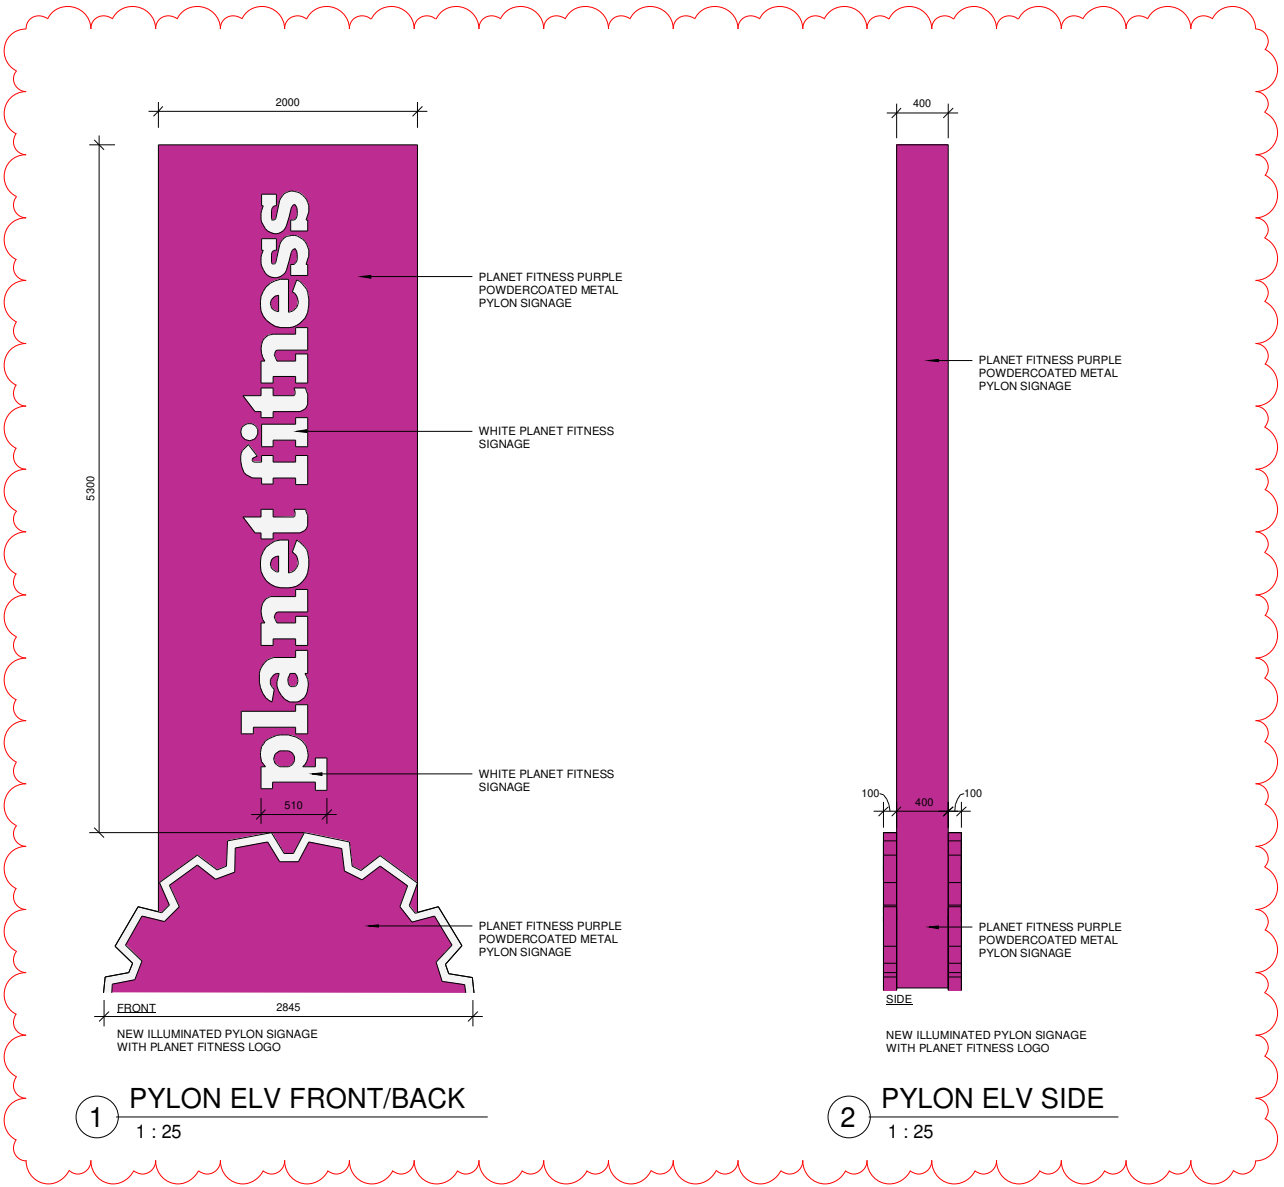 2000
5300
planet fitness
PLANET FITNESS PURPLE
POWDERCOATED METAL
PYLON SIGNAGE
WHITE PLANET FITNESS
SIGNAGE
WHITE PLANET FITNESS
SIGNAGE
510
PLANET FITNESS PURPLE
POWDERCOATED METAL
PYLON SIGNAGE
FRONT
2845
NEW ILLUMINATED PYLON SIGNAGE
WITH PLANET FITNESS LOGO
1
PYLON ELV FRONT/BACK
1 : 25
400
PLANET FITNESS PURPLE
POWDERCOATED METAL
PYLON SIGNAGE
100
400
100
PLANET FITNESS PURPLE
POWDERCOATED METAL
PYLON SIGNAGE
SIDE
NEW ILLUMINATED PYLON SIGNAGE
WITH PLANET FITNESS LOGO
2
PYLON ELV SIDE
1 : 25